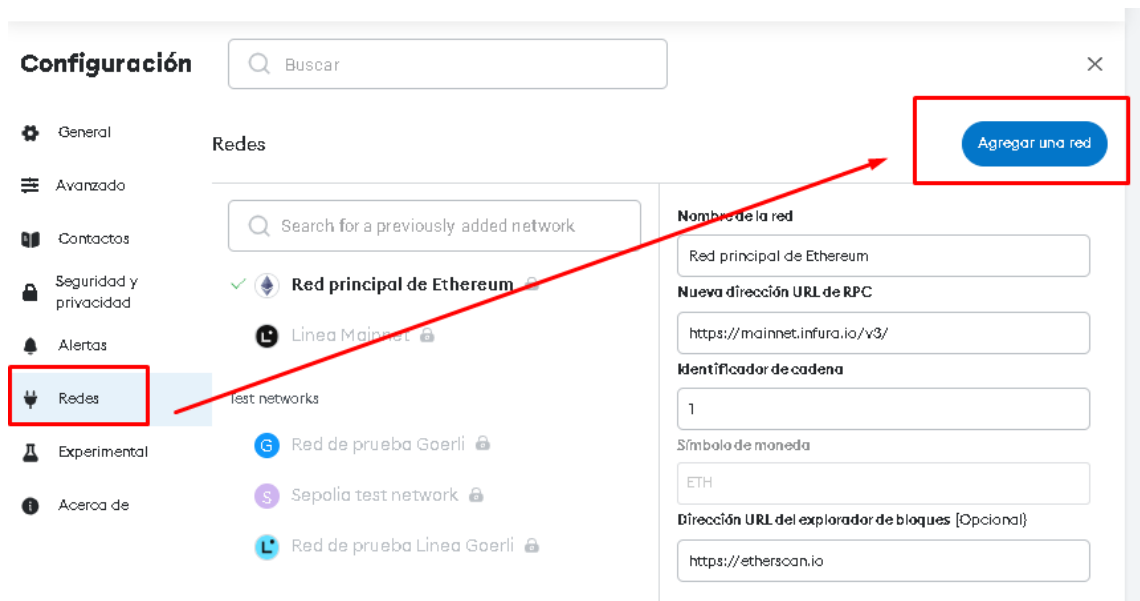 Configuración
Buscar
General
Avanzado
Contactos
Seguridad y
privacidad
Alertas
Redes
Experimental
Acerca de
Redes
Agregar una red
Search for a previously added network
Red principal de Ethereum
Linea Mainnet
Test networks
G Red de prueba Goerli
S Sepolia test network
Red de prueba Linea Goerli
Nombre de la red
Red principal de Ethereum
Nueva dirección URL de RPC
https://mainnet.infura.io/v3/
Identificador de cadena
1
Símbolo de moneda
ETH
Dirección URL del explorador de bloques (Opcional)
https://etherscan.io